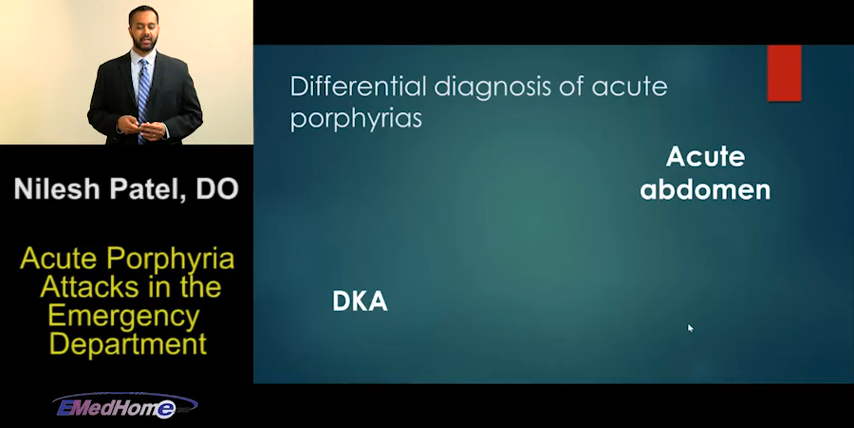 Differential diagnosis of acute
porphyrias
Acute
abdomen
DKA
Nilesh Patel, DO
Acute Porphyria
Attacks in the
Emergency
Department
EMedHome